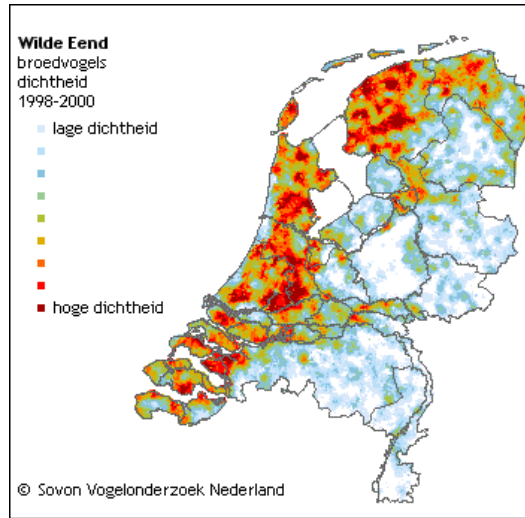 Wilde Eend
broedvogels
dichtheid
1998-2000
lage dichtheid
hoge dichtheid
© Sovon Vogelonderzoek Nederland